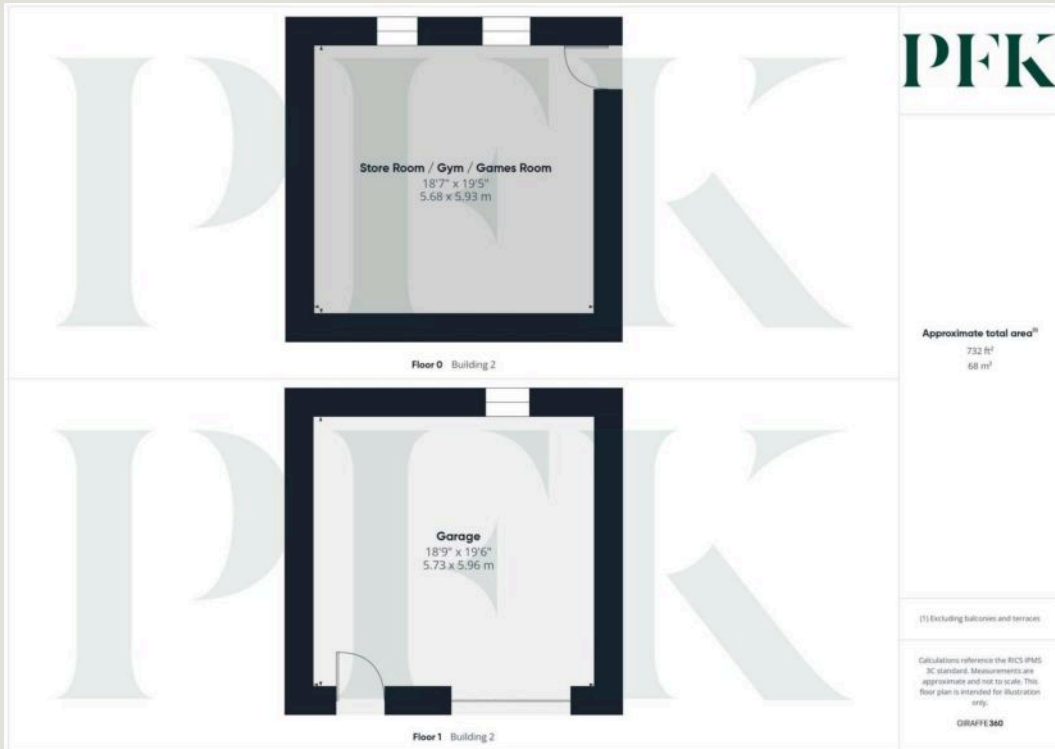 PFK
Store Room / Gym / Games Room
18'7" x 19'5"
5.68 x 5.93 m
Floor 0 Building 2
Garage
18'9" x 19'6"
5.73 x 5.96 m
Floor 1 Building 2
PFK
Approximate total area⁽¹⁾
732 ft²
68 m²
(1) Excluding balconies and terraces
Calculations reference the RICS IPMS
3C standard. Measurements are
approximate and not to scale. This
floor plan is intended for illustration
only.
GIRAFFE360
PFK